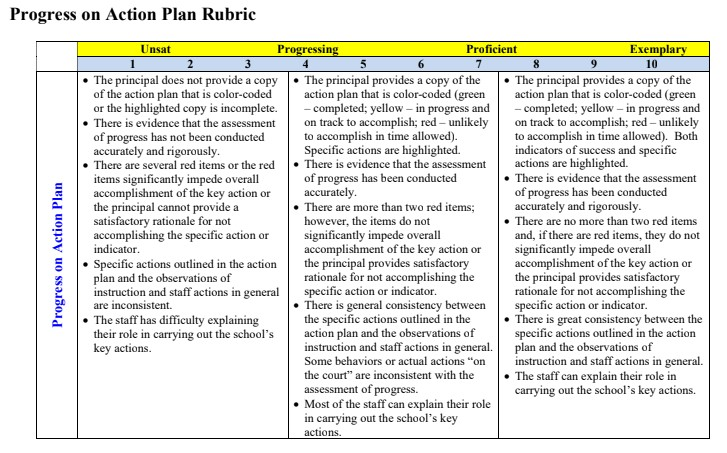 Progress on Action Plan Rubric
Unsat Progressing Proficient Exemplary
1 2 3 4 5 6 7 8 9 10
Progress on Action Plan
• The principal does not provide a copy
of the action plan that is color-coded
or the highlighted copy is incomplete.
• There is evidence that the assessment
of progress has not been conducted
accurately and rigorously.
• There are several red items or the red
items significantly impede overall
accomplishment of the key action or
the principal cannot provide a
satisfactory rationale for not
accomplishing the specific action or
indicator.
• Specific actions outlined in the action
plan and the observations of
instruction and staff actions in general
are inconsistent.
• The staff has difficulty explaining
their role in carrying out the school’s
key actions.
• The principal provides a copy of the
action plan that is color-coded (green
– completed; yellow – in progress and
on track to accomplish; red – unlikely
to accomplish in time allowed).
Specific actions are highlighted.
• There is evidence that the assessment
of progress has been conducted
accurately.
• There are more than two red items;
however, the items do not
significantly impede overall
accomplishment of the key action or
the principal provides satisfactory
rationale for not accomplishing the
specific action or indicator.
• There is general consistency between
the specific actions outlined in the
action plan and the observations of
instruction and staff actions in general.
Some behaviors or actual actions “on
the court” are inconsistent with the
assessment of progress.
• Most of the staff can explain their role
in carrying out the school’s key
actions.
• The principal provides a copy of the
action plan that is color-coded (green
– completed; yellow – in progress and
on track to accomplish; red – unlikely
to accomplish in time allowed). Both
indicators of success and specific
actions are highlighted.
• There is evidence that the assessment
of progress has been conducted
accurately and rigorously.
• There are no more than two red items
and, if there are red items, they do not
significantly impede overall
accomplishment of the key action or
the principal provides satisfactory
rationale for not accomplishing the
specific action or indicator.
• There is great consistency between the
specific actions outlined in the action
plan and the observations of
instruction and staff actions in general.
• The staff can explain their role in
carrying out the school’s key actions.